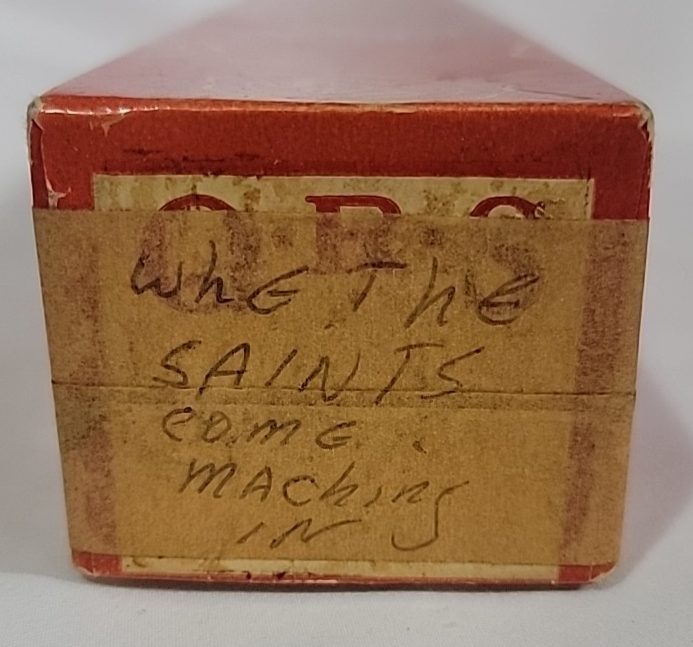 Q·R·S
WhE ThE
SAINTS
COME
MAChing
IN